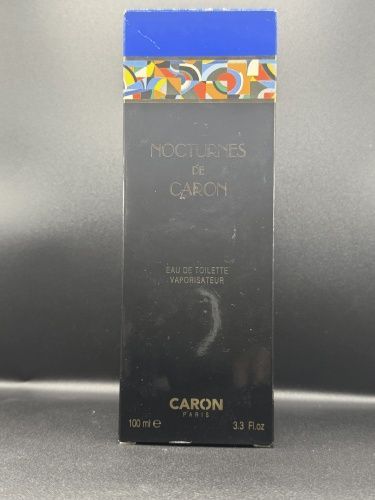 NOCTURNES
DE
CARON
EAU DE TOILETTE
VAPORISATEUR
CARON
PARIS
100 ml ℮ 3.3 Fl.oz